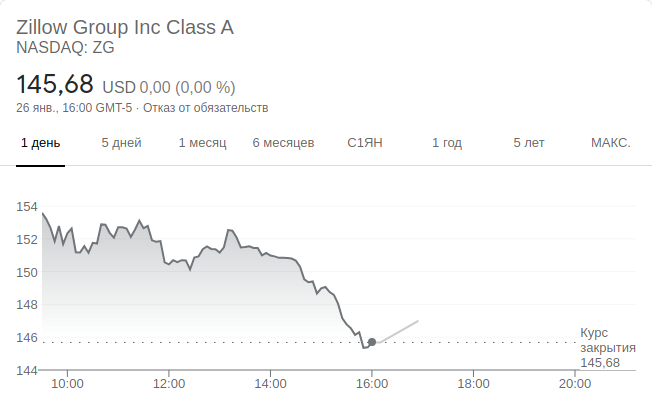 Zillow Group Inc Class A
NASDAQ: ZG
145,68 USD 0,00 (0,00 %)
26 янв., 16:00 GMT-5 · Отказ от обязательств
1 день 5 дней 1 месяц 6 месяцев С1ЯН 1 год 5 лет МАКС.
154
152
150
148
146
Курс
закрытия
145,68
144
10:00 12:00 14:00 16:00 18:00 20:00